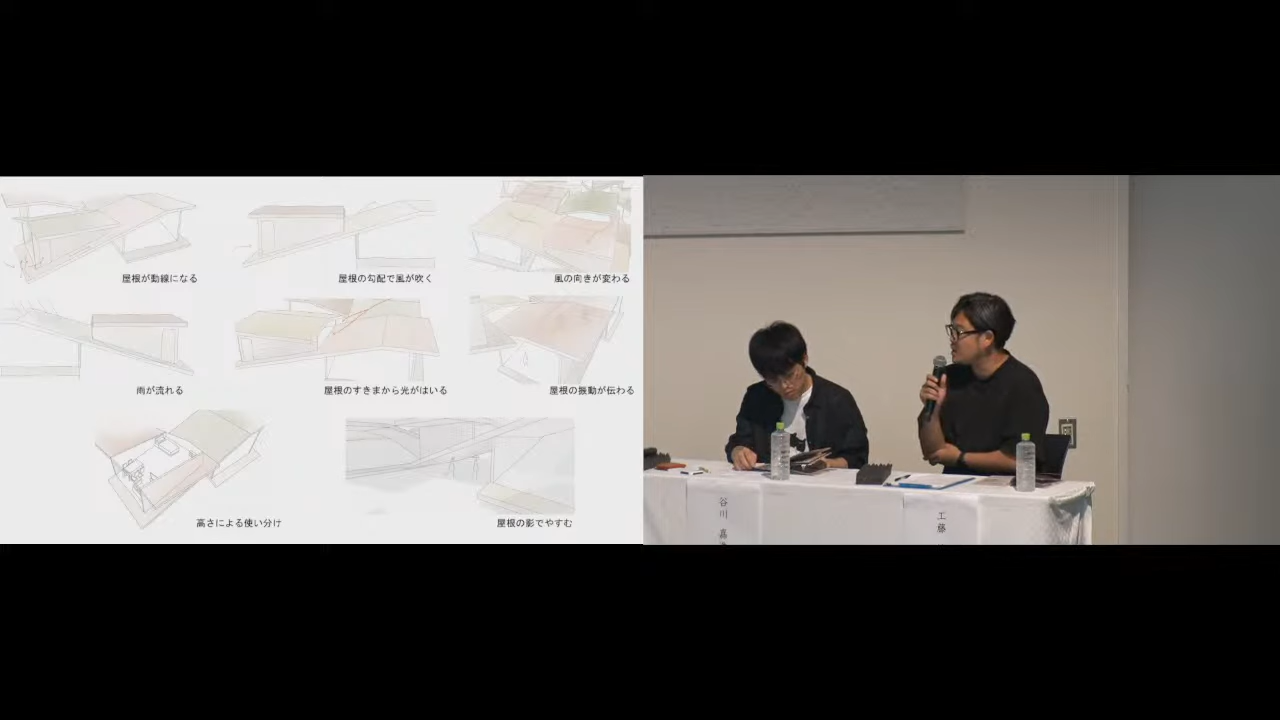 屋根が動線になる
屋根の勾配で風が吹く
風の向きが変わる
雨が流れる
屋根のすきまから光がはいる
屋根の振動が伝わる
高さによる使い分け
屋根の影でやすむ
谷川 嘉
工藤